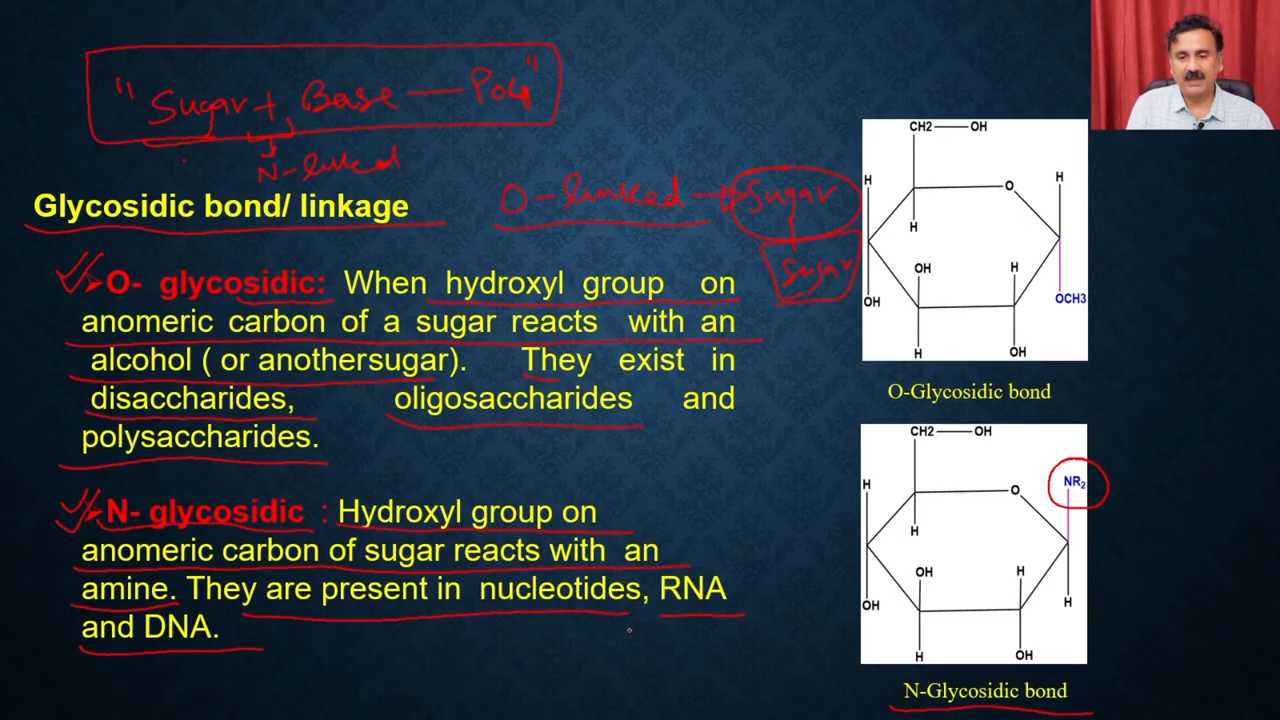 " Sugar + Base — PO4 "
N-linked
Glycosidic bond/ linkage
O-linked → Sugar
Sugar
➢O- glycosidic: When hydroxyl group on
anomeric carbon of a sugar reacts with an
alcohol ( or anothersugar). They exist in
disaccharides, oligosaccharides and
polysaccharides.
➢N- glycosidic : Hydroxyl group on
anomeric carbon of sugar reacts with an
amine. They are present in nucleotides, RNA
and DNA.
CH2 OH
H O H
H
OH H
OH OCH3
H OH
O-Glycosidic bond
CH2 OH
H O NR2
H
OH H
OH H
H OH
N-Glycosidic bond